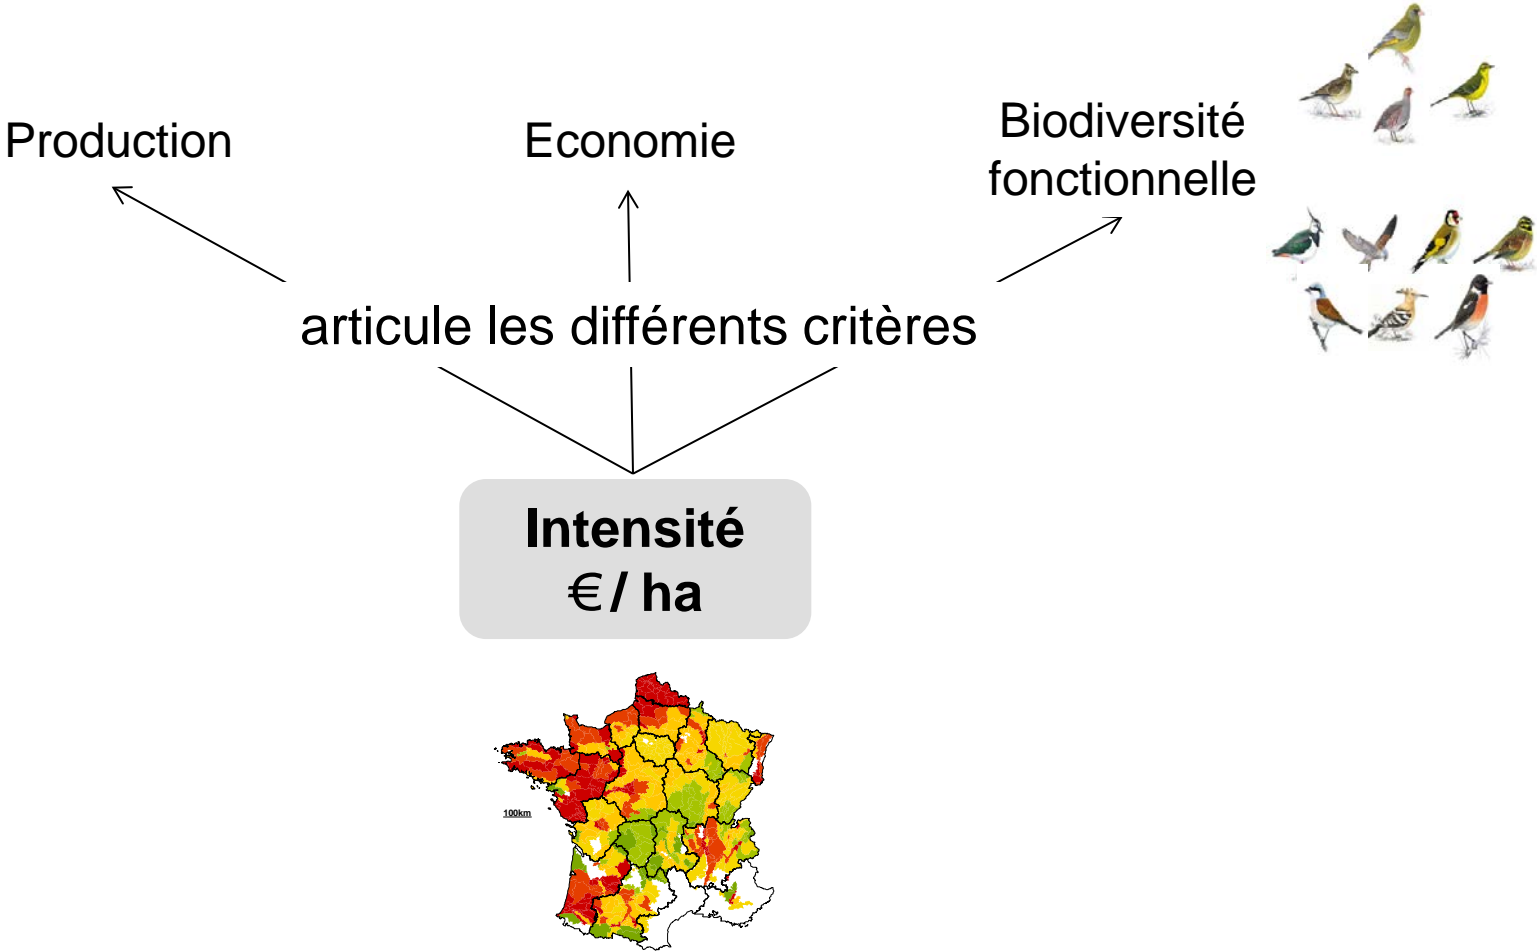 Production
Economie
Biodiversité
fonctionnelle
articule les différents critères
Intensité
€/ ha
100km